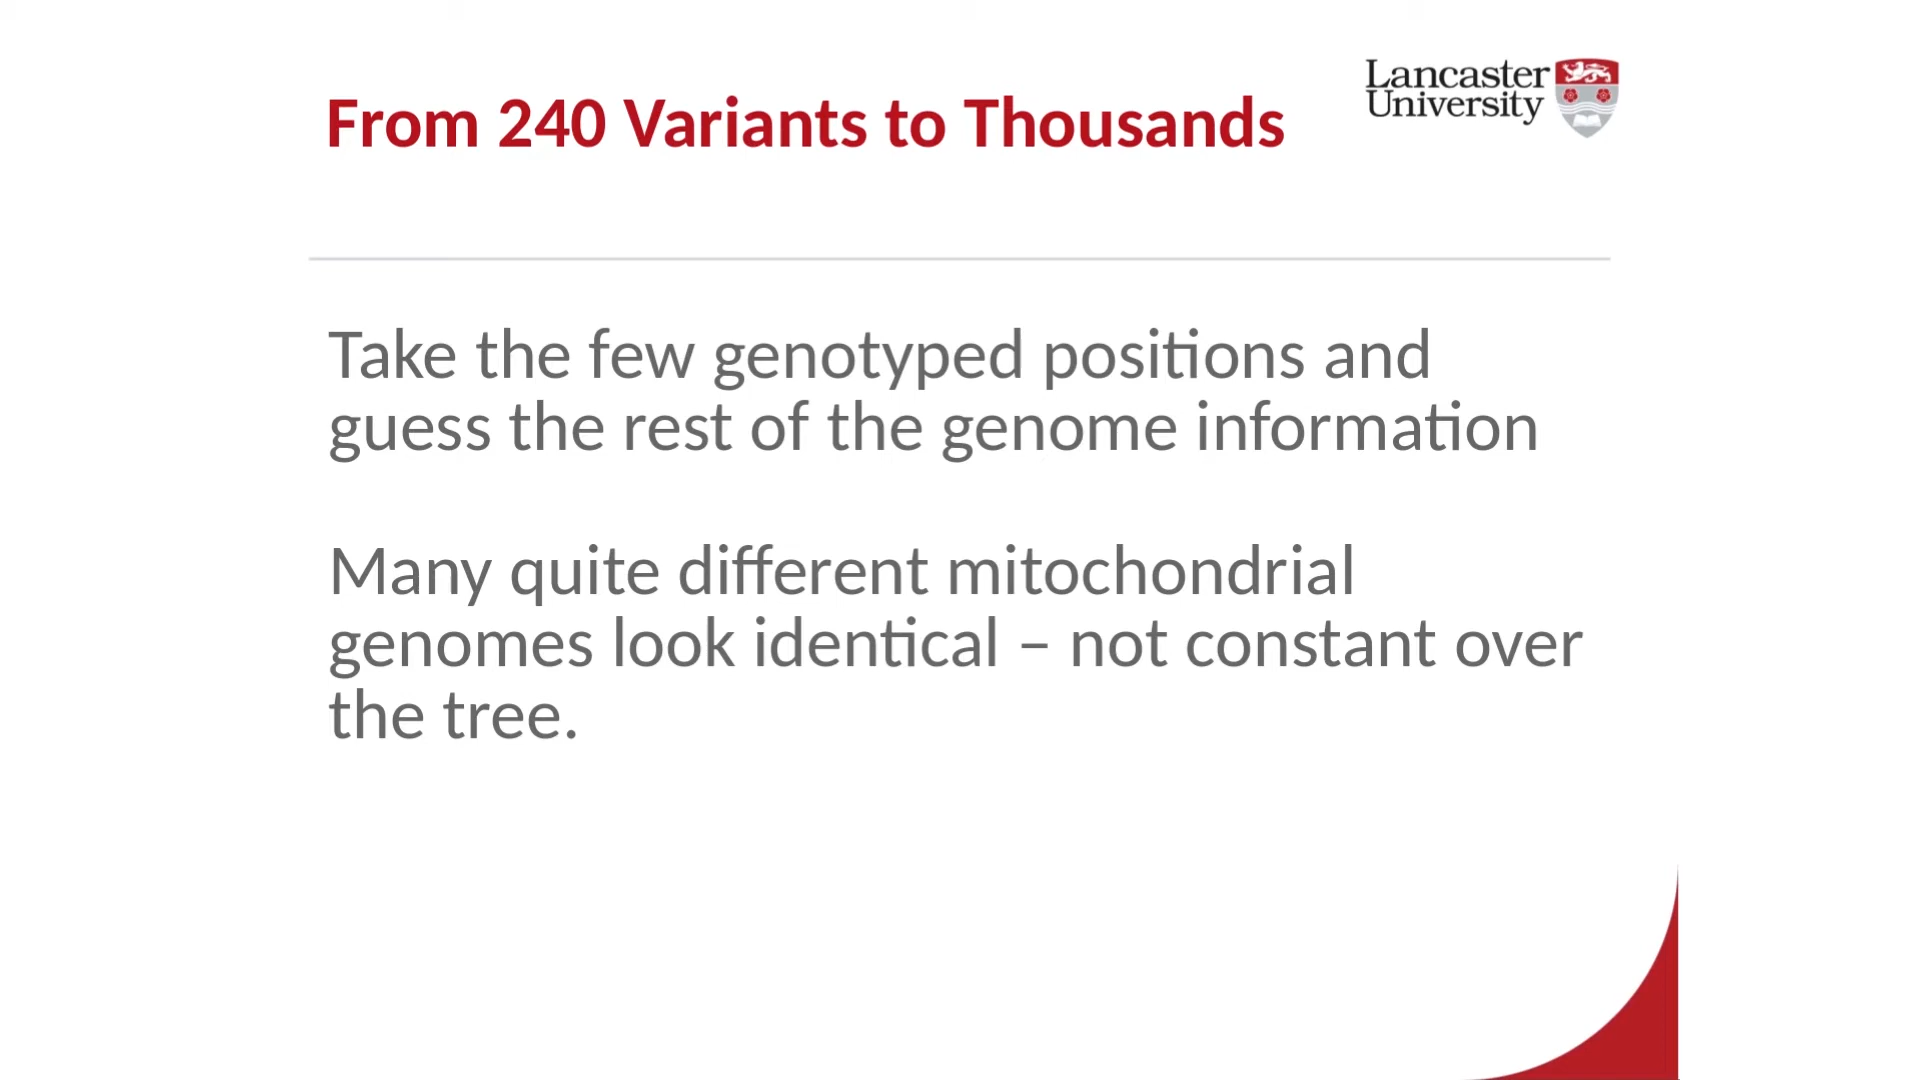 From 240 Variants to Thousands
Lancaster
University
Take the few genotyped positions and
guess the rest of the genome information
Many quite different mitochondrial
genomes look identical – not constant over
the tree.